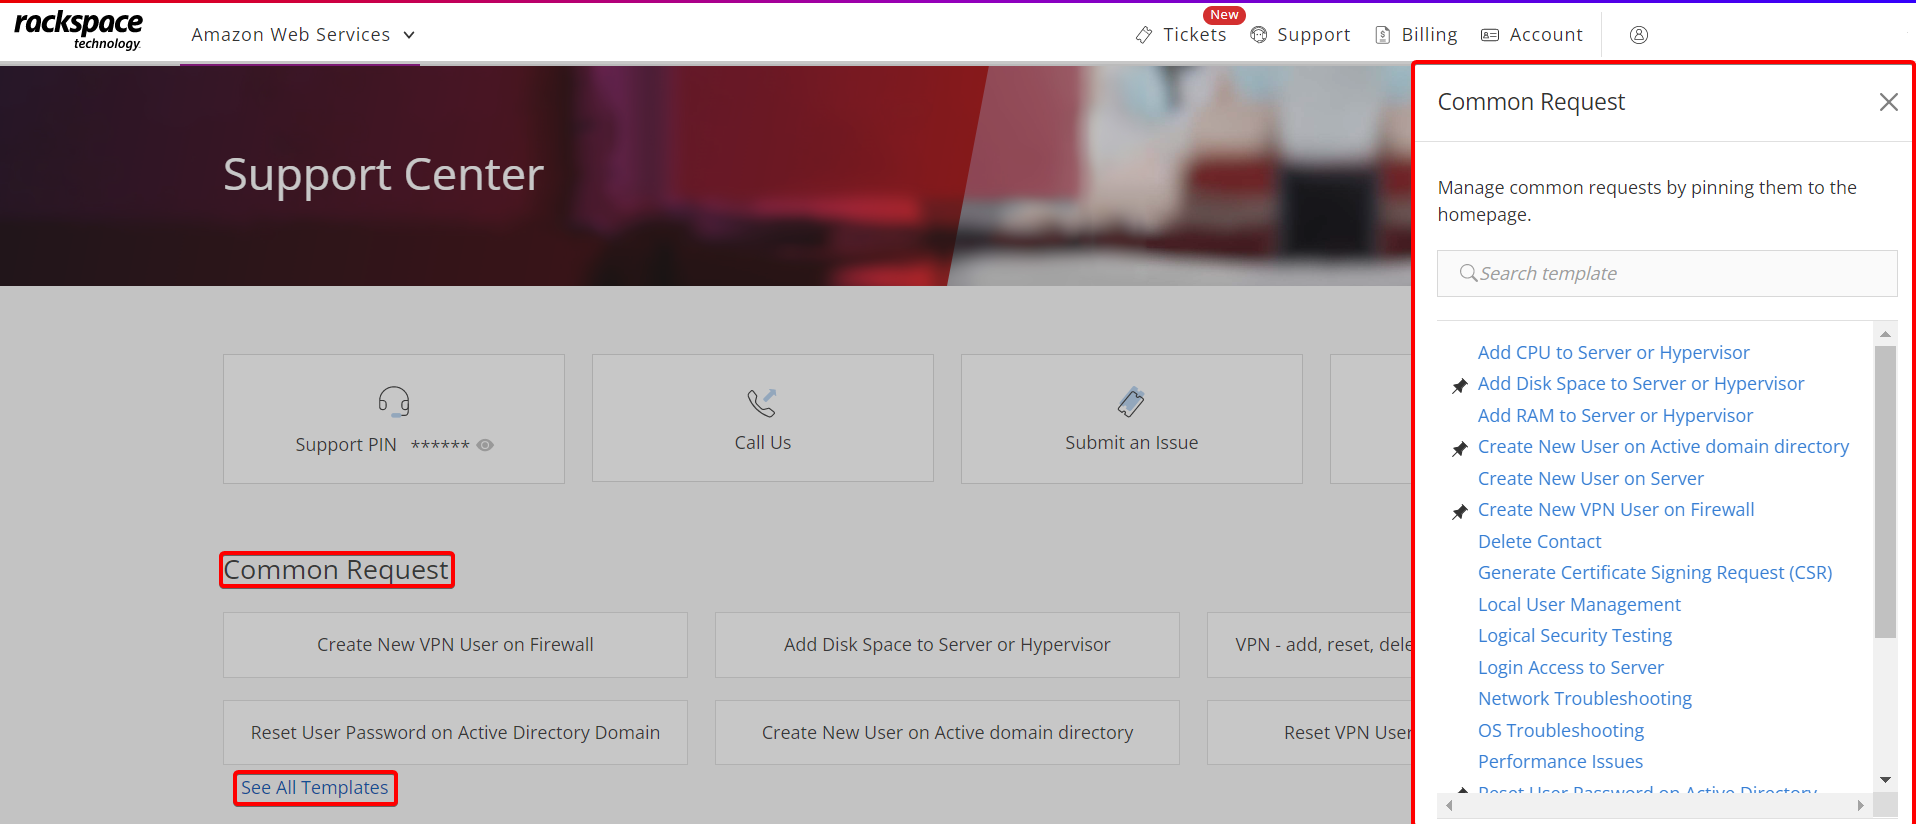 rackspace
technology.
Amazon Web Services
New
Tickets
Support
Billing
Account
Support Center
Support PIN ******
Call Us
Submit an Issue
Common Request
Create New VPN User on Firewall
Add Disk Space to Server or Hypervisor
VPN - add, reset, dele
Reset User Password on Active Directory Domain
Create New User on Active domain directory
Reset VPN User
See All Templates
Common Request
Manage common requests by pinning them to the
homepage.
Search template
Add CPU to Server or Hypervisor
Add Disk Space to Server or Hypervisor
Add RAM to Server or Hypervisor
Create New User on Active domain directory
Create New User on Server
Create New VPN User on Firewall
Delete Contact
Generate Certificate Signing Request (CSR)
Local User Management
Logical Security Testing
Login Access to Server
Network Troubleshooting
OS Troubleshooting
Performance Issues
Reset User Password on Active Directory